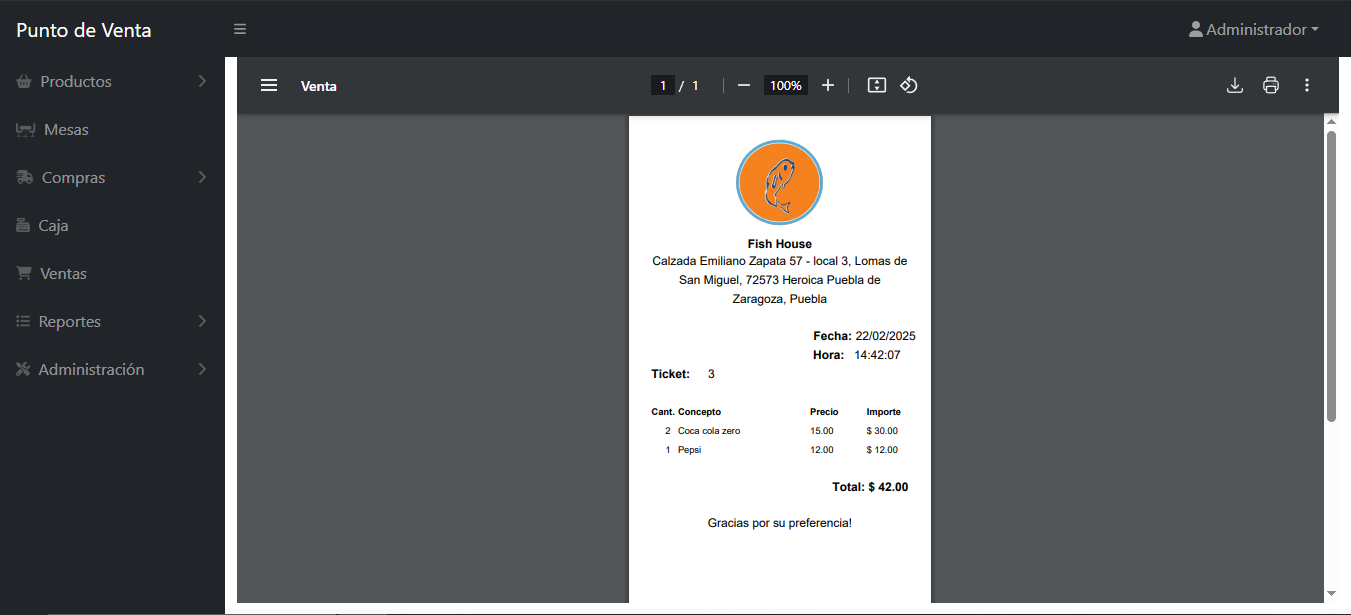 Punto de Venta
Administrador
Productos
Mesas
Compras
Caja
Ventas
Reportes
Administración
Venta
1 / 1
100%
Fish House
Calzada Emiliano Zapata 57 - local 3, Lomas de
San Miguel, 72573 Heroica Puebla de
Zaragoza, Puebla
Fecha: 22/02/2025
Hora: 14:42:07
Ticket: 3
Cant. Concepto Precio Importe
2 Coca cola zero 15.00 $ 30.00
1 Pepsi 12.00 $ 12.00
Total: $ 42.00
Gracias por su preferencia!